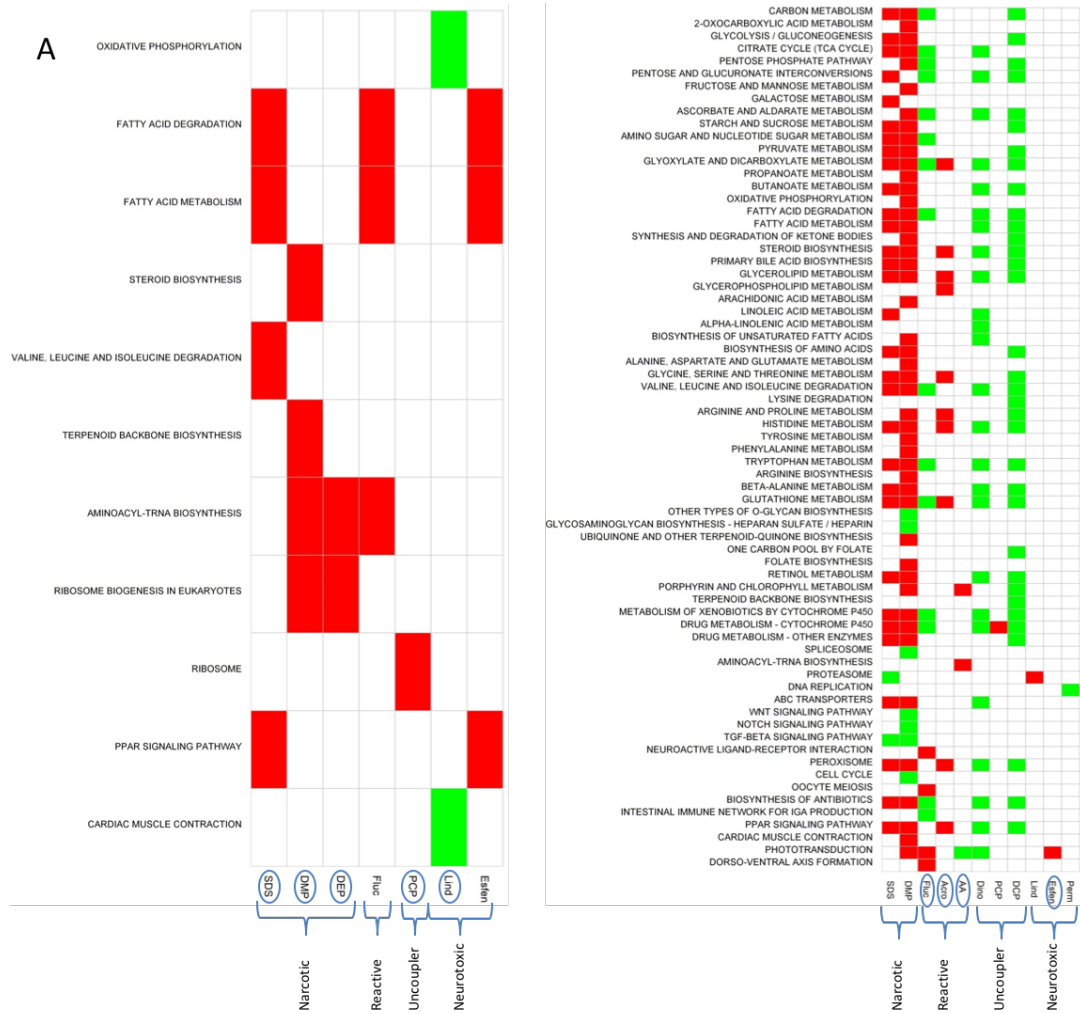 A
OXIDATIVE PHOSPHORYLATION
FATTY ACID DEGRADATION
FATTY ACID METABOLISM
STEROID BIOSYNTHESIS
VALINE, LEUCINE AND ISOLEUCINE DEGRADATION
TERPENOID BACKBONE BIOSYNTHESIS
AMINOACYL-TRNA BIOSYNTHESIS
RIBOSOME BIOGENESIS IN EUKARYOTES
RIBOSOME
PPAR SIGNALING PATHWAY
CARDIAC MUSCLE CONTRACTION
SDS
DMP
DEP
Fluc
PCP
Lind
Esfen
Narcotic
Reactive
Uncoupler
Neurotoxic
CARBON METABOLISM
2-OXOCARBOXYLIC ACID METABOLISM
GLYCOLYSIS / GLUCONEOGENESIS
CITRATE CYCLE (TCA CYCLE)
PENTOSE PHOSPHATE PATHWAY
PENTOSE AND GLUCURONATE INTERCONVERSIONS
FRUCTOSE AND MANNOSE METABOLISM
GALACTOSE METABOLISM
ASCORBATE AND ALDARATE METABOLISM
STARCH AND SUCROSE METABOLISM
AMINO SUGAR AND NUCLEOTIDE SUGAR METABOLISM
PYRUVATE METABOLISM
GLYOXYLATE AND DICARBOXYLATE METABOLISM
PROPANOATE METABOLISM
BUTANOATE METABOLISM
OXIDATIVE PHOSPHORYLATION
FATTY ACID DEGRADATION
FATTY ACID METABOLISM
SYNTHESIS AND DEGRADATION OF KETONE BODIES
STEROID BIOSYNTHESIS
PRIMARY BILE ACID BIOSYNTHESIS
GLYCEROLIPID METABOLISM
GLYCEROPHOSPHOLIPID METABOLISM
ARACHIDONIC ACID METABOLISM
LINOLEIC ACID METABOLISM
ALPHA-LINOLENIC ACID METABOLISM
BIOSYNTHESIS OF UNSATURATED FATTY ACIDS
BIOSYNTHESIS OF AMINO ACIDS
ALANINE, ASPARTATE AND GLUTAMATE METABOLISM
GLYCINE, SERINE AND THREONINE METABOLISM
VALINE, LEUCINE AND ISOLEUCINE DEGRADATION
LYSINE DEGRADATION
ARGININE AND PROLINE METABOLISM
HISTIDINE METABOLISM
TYROSINE METABOLISM
PHENYLALANINE METABOLISM
TRYPTOPHAN METABOLISM
ARGININE BIOSYNTHESIS
BETA-ALANINE METABOLISM
GLUTATHIONE METABOLISM
OTHER TYPES OF O-GLYCAN BIOSYNTHESIS
GLYCOSAMINOGLYCAN BIOSYNTHESIS - HEPARAN SULFATE / HEPARIN
UBIQUINONE AND OTHER TERPENOID-QUINONE BIOSYNTHESIS
ONE CARBON POOL BY FOLATE
FOLATE BIOSYNTHESIS
RETINOL METABOLISM
PORPHYRIN AND CHLOROPHYLL METABOLISM
TERPENOID BACKBONE BIOSYNTHESIS
METABOLISM OF XENOBIOTICS BY CYTOCHROME P450
DRUG METABOLISM - CYTOCHROME P450
DRUG METABOLISM - OTHER ENZYMES
SPLICEOSOME
AMINOACYL-TRNA BIOSYNTHESIS
PROTEASOME
DNA REPLICATION
ABC TRANSPORTERS
WNT SIGNALING PATHWAY
NOTCH SIGNALING PATHWAY
TGF-BETA SIGNALING PATHWAY
NEUROACTIVE LIGAND-RECEPTOR INTERACTION
PEROXISOME
CELL CYCLE
OOCYTE MEIOSIS
BIOSYNTHESIS OF ANTIBIOTICS
INTESTINAL IMMUNE NETWORK FOR IGA PRODUCTION
PPAR SIGNALING PATHWAY
CARDIAC MUSCLE CONTRACTION
PHOTOTRANSDUCTION
DORSO-VENTRAL AXIS FORMATION
SDS
DMP
Fluc
Acro
AA
Dino
PCP
DCP
Lind
Esfen
Perm
Narcotic
Reactive
Uncoupler
Neurotoxic